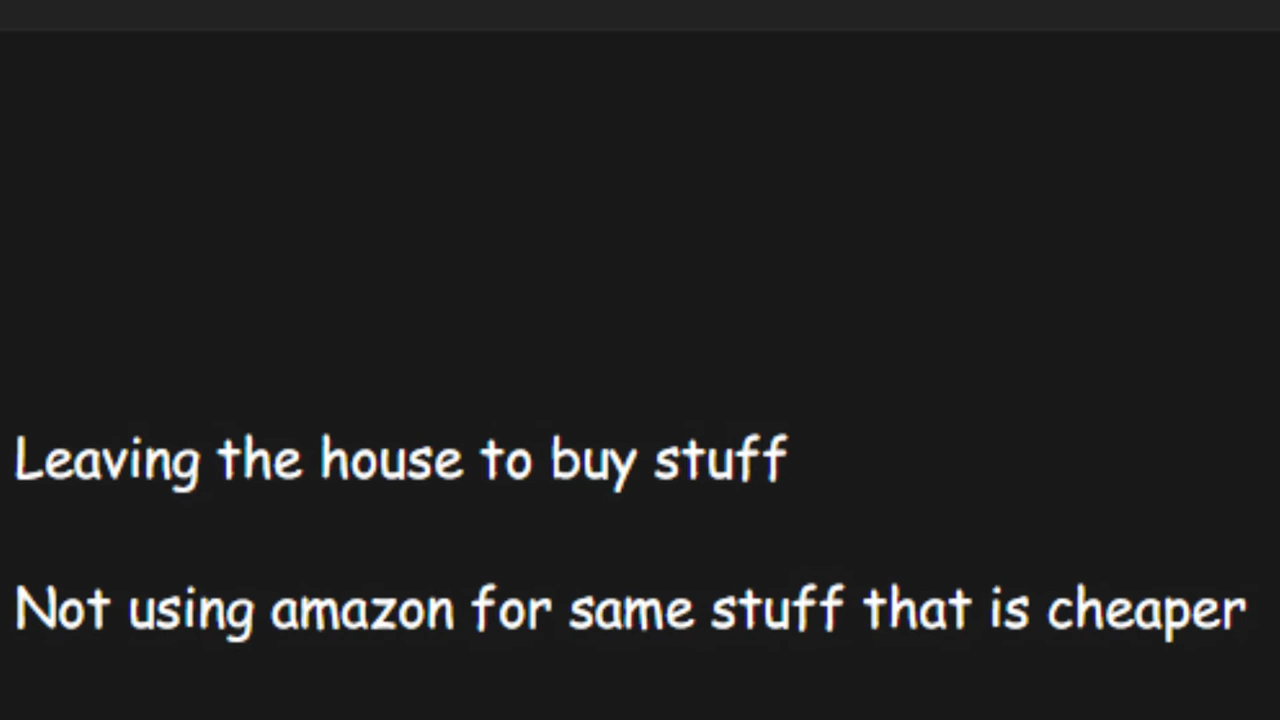 Leaving the house to buy stuff
Not using amazon for same stuff that is cheaper